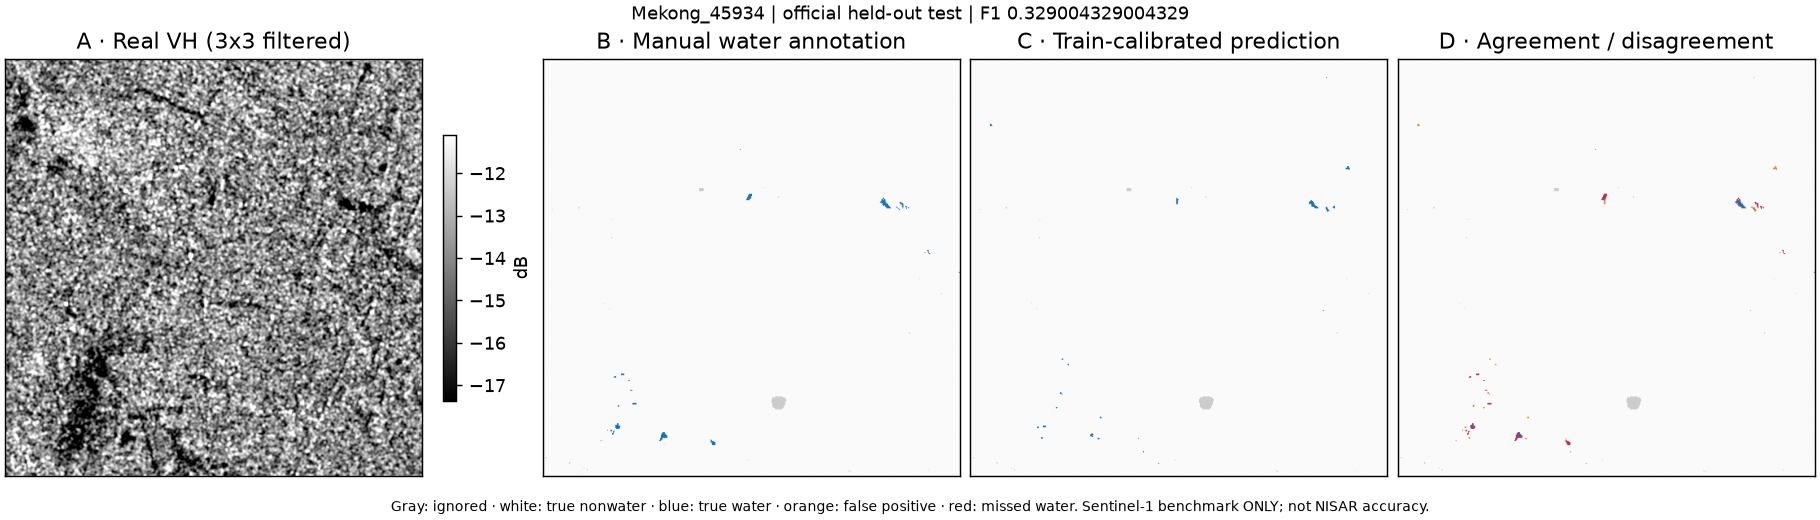 Mekong_45934 | official held-out test | F1 0.329004329004329
A · Real VH (3x3 filtered)
B · Manual water annotation
C · Train-calibrated prediction
D · Agreement / disagreement
−12
−13
−14
−15
−16
−17
dB
Gray: ignored · white: true nonwater · blue: true water · orange: false positive · red: missed water. Sentinel-1 benchmark ONLY; not NISAR accuracy.